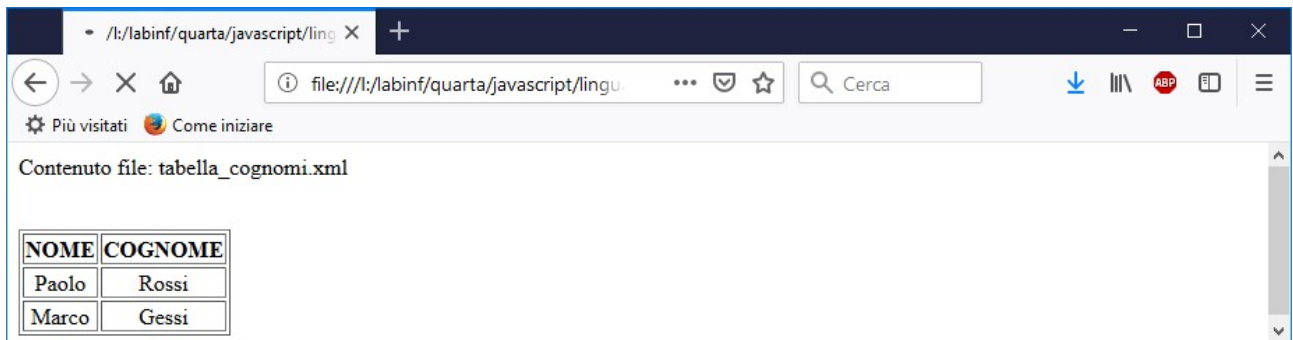 /I:/labinf/quarta/javascript/ling
file:///I:/labinf/quarta/javascript/lingu
Cerca
ABP
Più visitati Come iniziare
Contenuto file: tabella_cognomi.xml
NOME COGNOME
Paolo Rossi
Marco Gessi